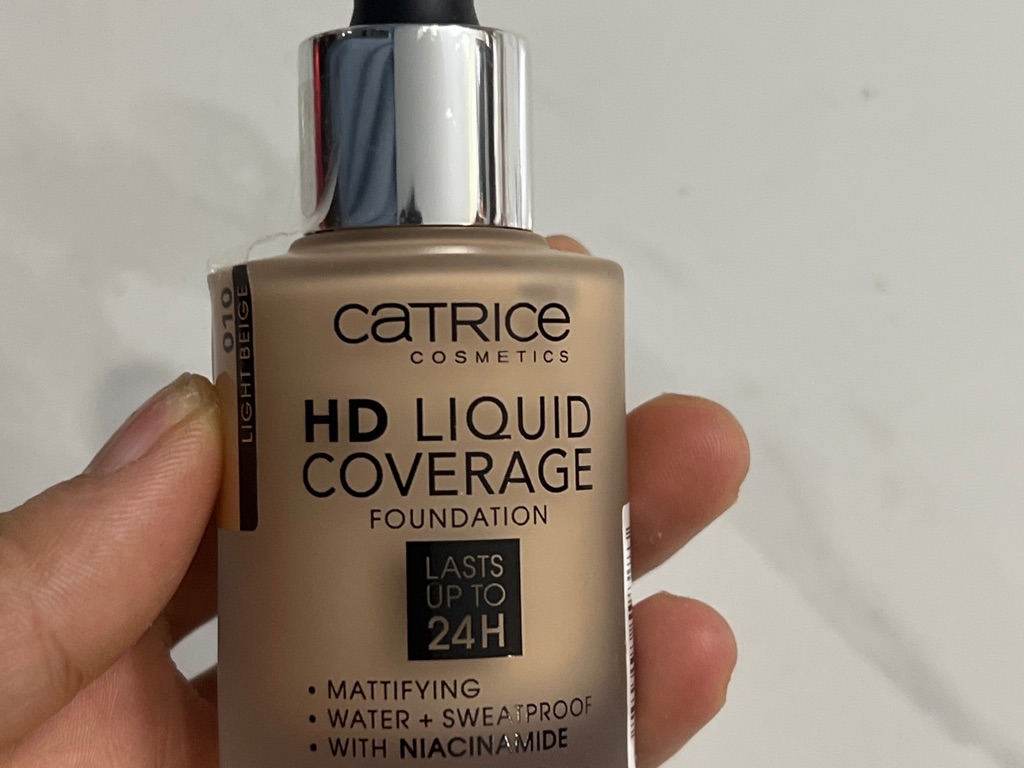 CATRICE
COSMETICS
HD LIQUID
COVERAGE
FOUNDATION
LASTS
UP TO
24H
• MATTIFYING
• WATER + SWEATPROOF
• WITH NIACINAMIDE
010
LIGHT BEIGE